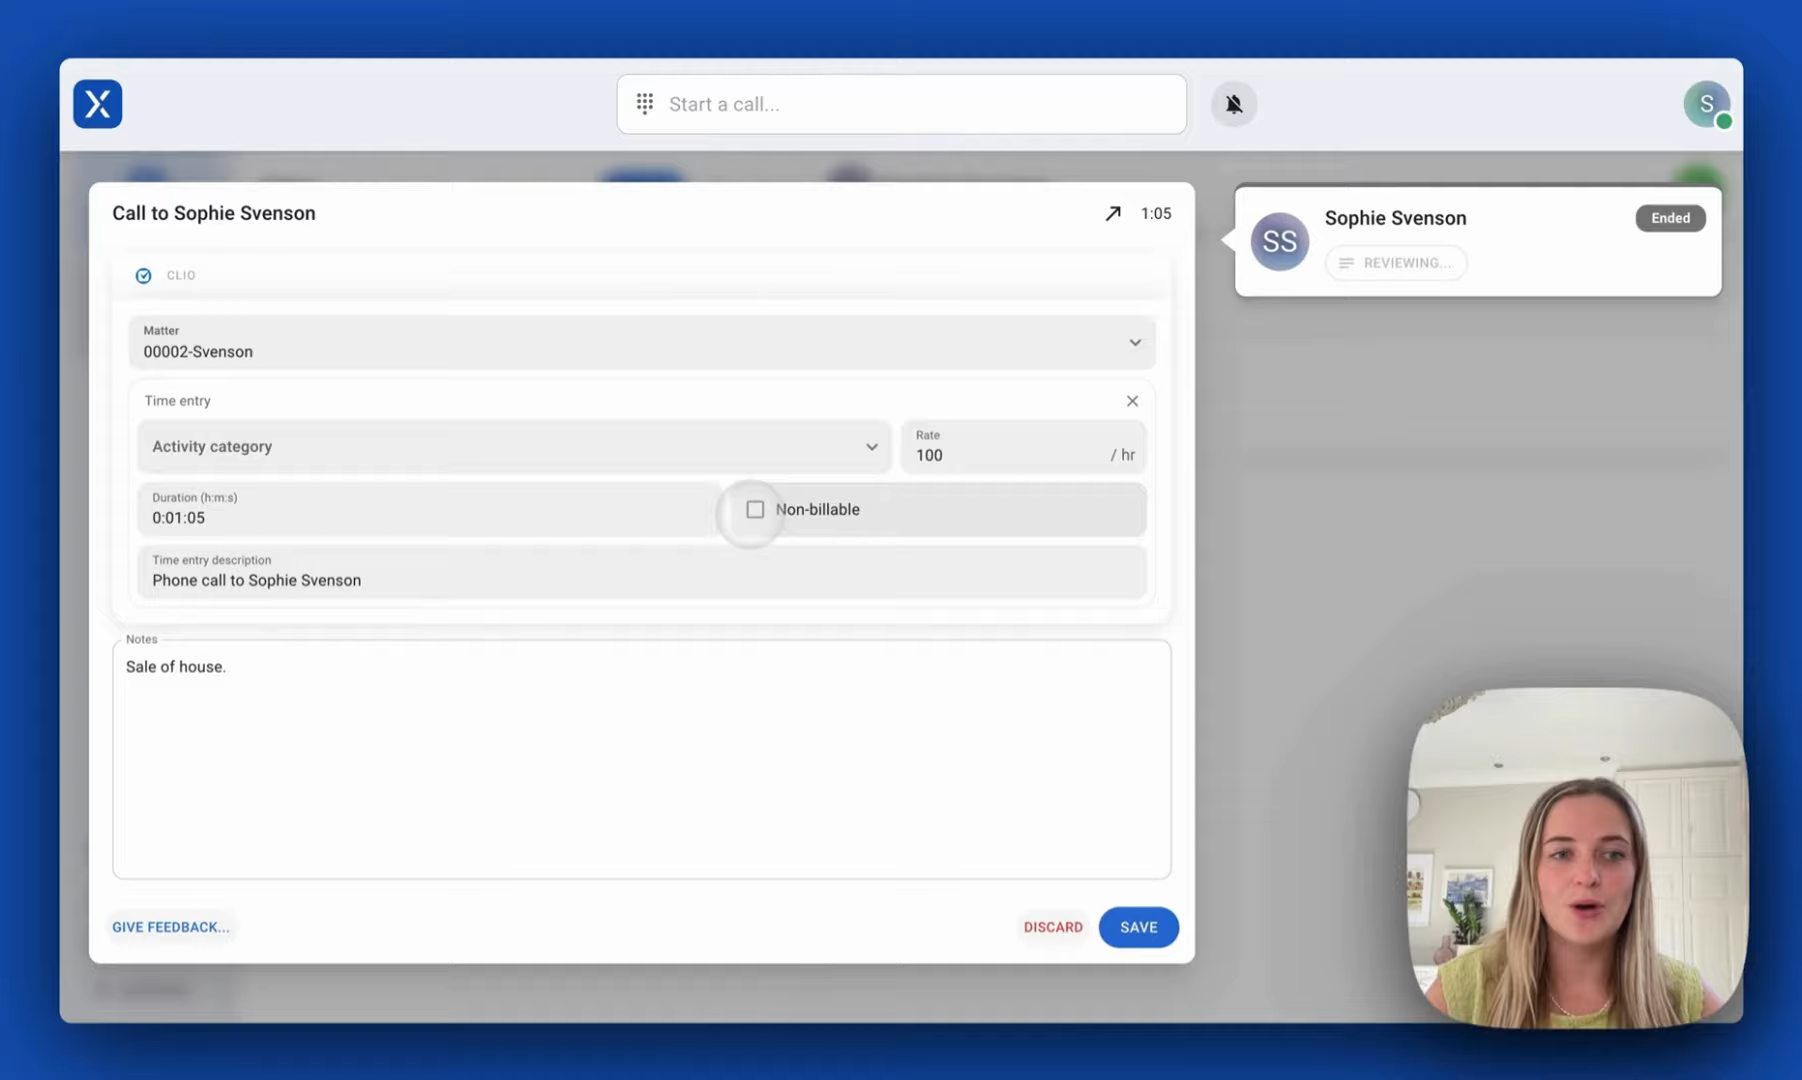 X
Start a call...
S
Call to Sophie Svenson
1:05
SS
Sophie Svenson
Ended
REVIEWING...
CLIO
Matter
00002-Svenson
Time entry
Activity category
Rate
100
/ hr
Duration (h:m:s)
0:01:05
Non-billable
Time entry description
Phone call to Sophie Svenson
Notes
Sale of house.
GIVE FEEDBACK...
DISCARD
SAVE